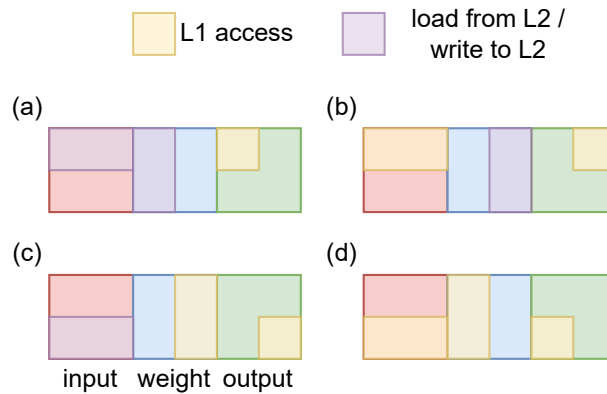 L1 access
load from L2 /
write to L2
(a)
(b)
(c)
(d)
input weight output